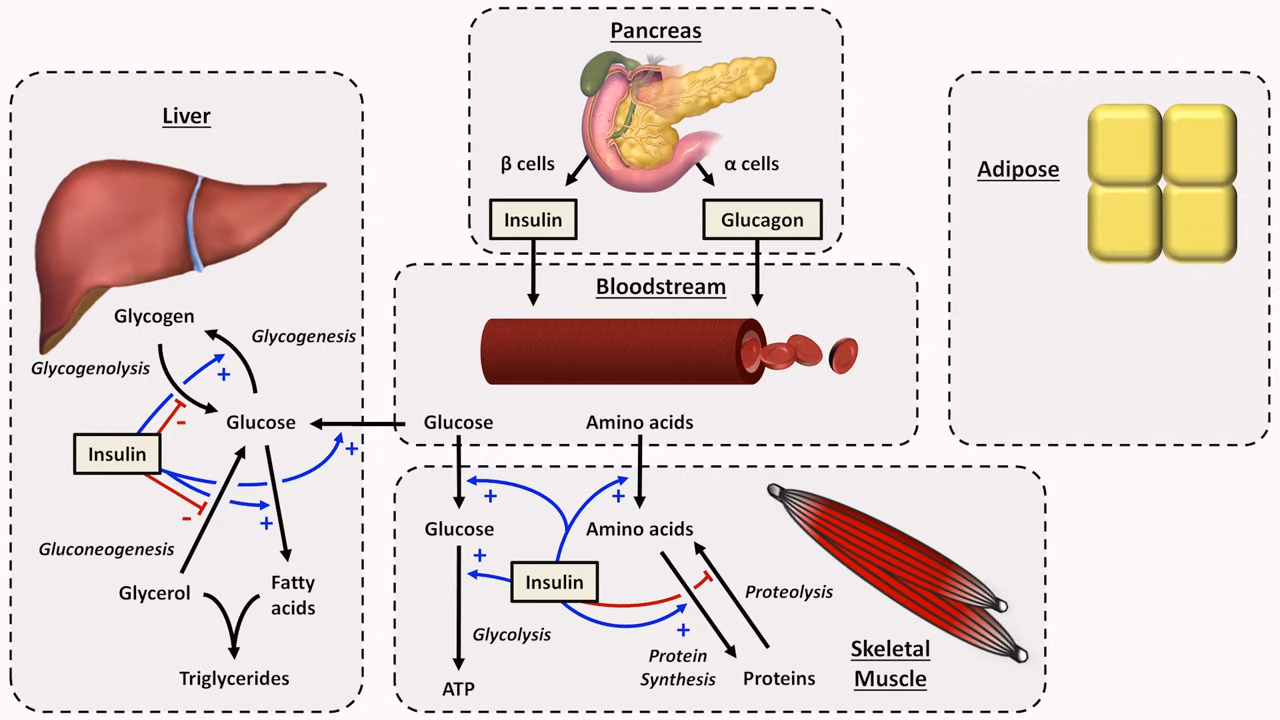 Pancreas
β cells
α cells
Insulin
Glucagon
Liver
Glycogen
Glycogenesis
Glycogenolysis
Glucose
Insulin
+
-
+
-
+
Gluconeogenesis
Glycerol
Fatty
acids
Triglycerides
Bloodstream
Glucose
Amino acids
+
+
Glucose
Amino acids
+
Insulin
Proteolysis
Glycolysis
+
Protein
Synthesis
Proteins
ATP
Skeletal
Muscle
Adipose